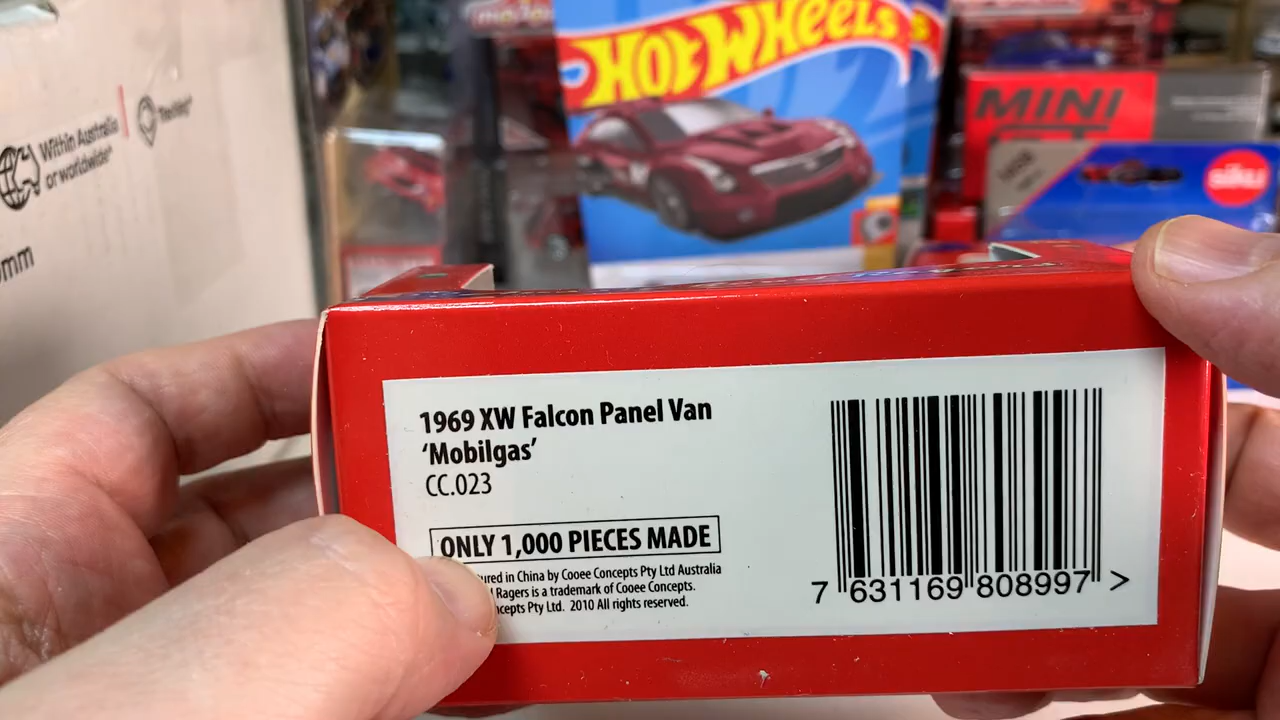 HOT WHEELS
Within Australia
or worldwide*
mm
MINI
GT
siku
1969 XW Falcon Panel Van
‘Mobilgas’
CC.023
ONLY 1,000 PIECES MADE
ured in China by Cooee Concepts Pty Ltd Australia
Ragers is a trademark of Cooee Concepts.
cepts Pty Ltd. 2010 All rights reserved.
7 631169 808997 >